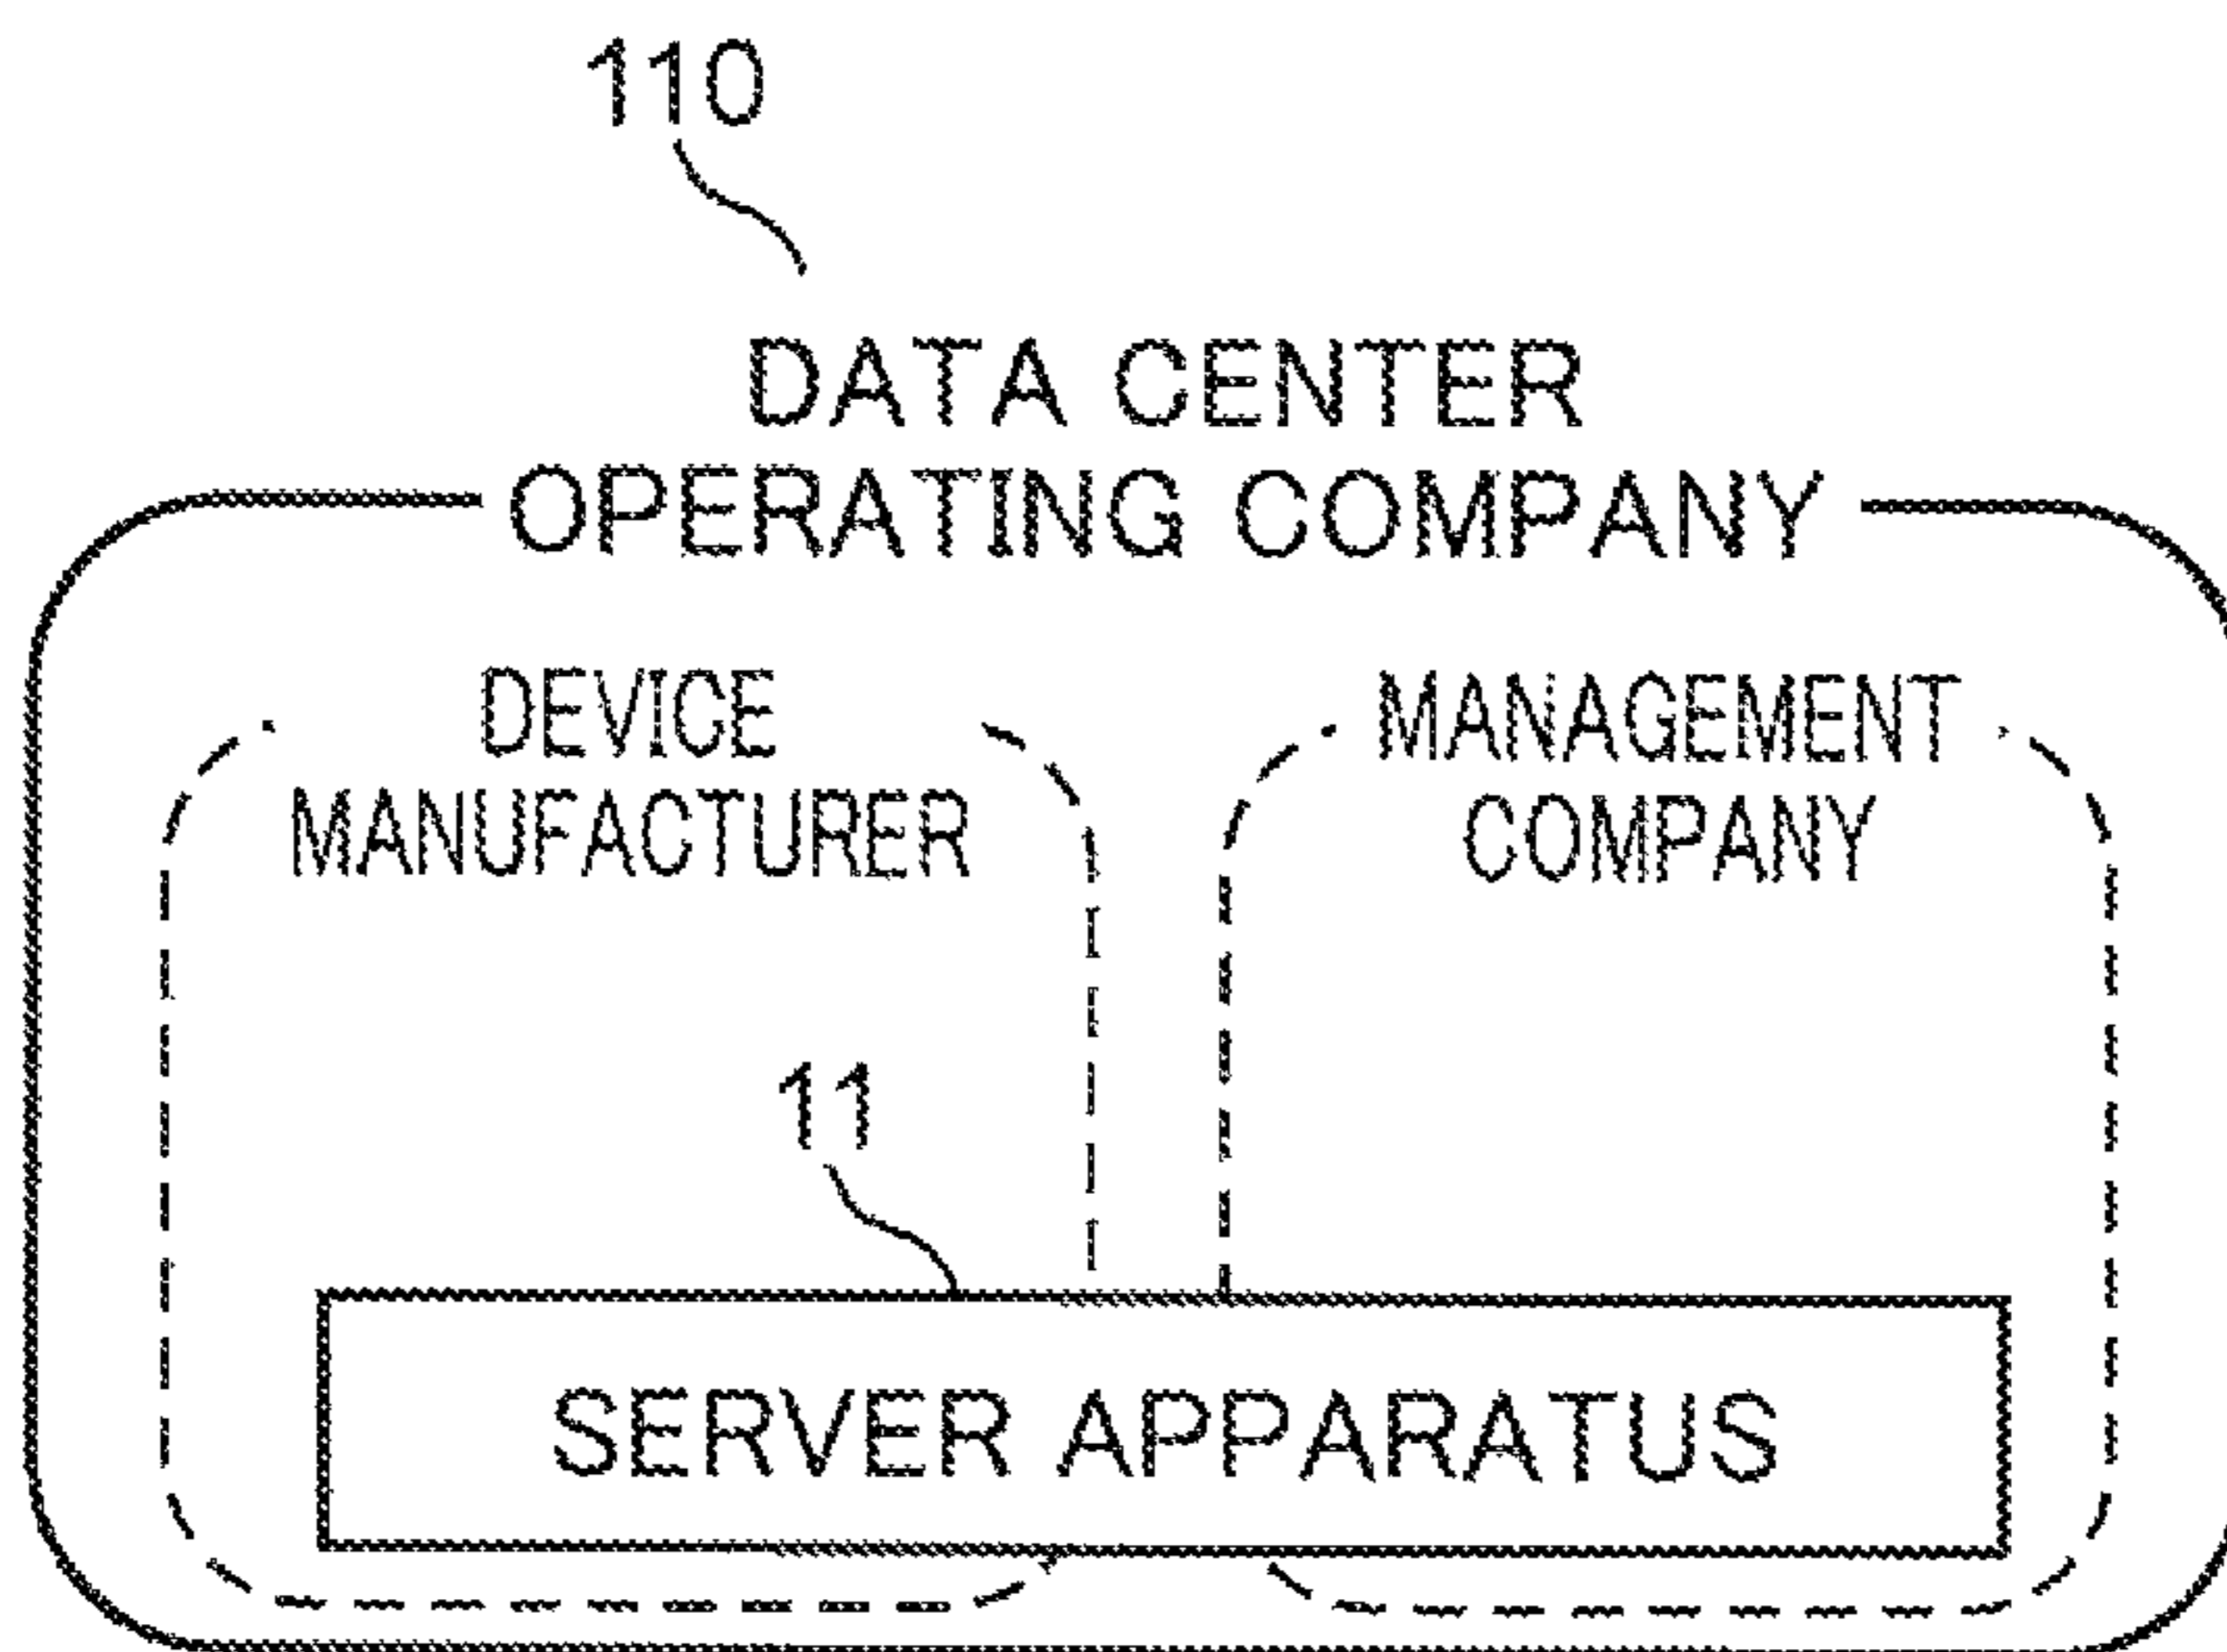 110
DATA CENTER
OPERATING COMPANY
DEVICE
MANUFACTURER
MANAGEMENT
COMPANY
11
SERVER APPARATUS